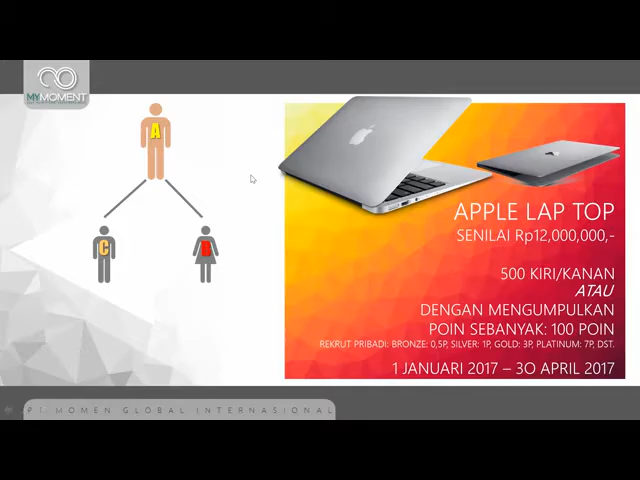 MYMOMENT
A
C
APPLE LAP TOP
SENILAI Rp12,000,000,-
500 KIRI/KANAN
ATAU
DENGAN MENGUMPULKAN
POIN SEBANYAK: 100 POIN
REKRUT PRIBADI: BRONZE: 0,5P, SILVER: 1P, GOLD: 3P, PLATINUM: 7P, DST.
1 JANUARI 2017 – 3O APRIL 2017
PT. MOMEN GLOBAL INTERNASIONAL